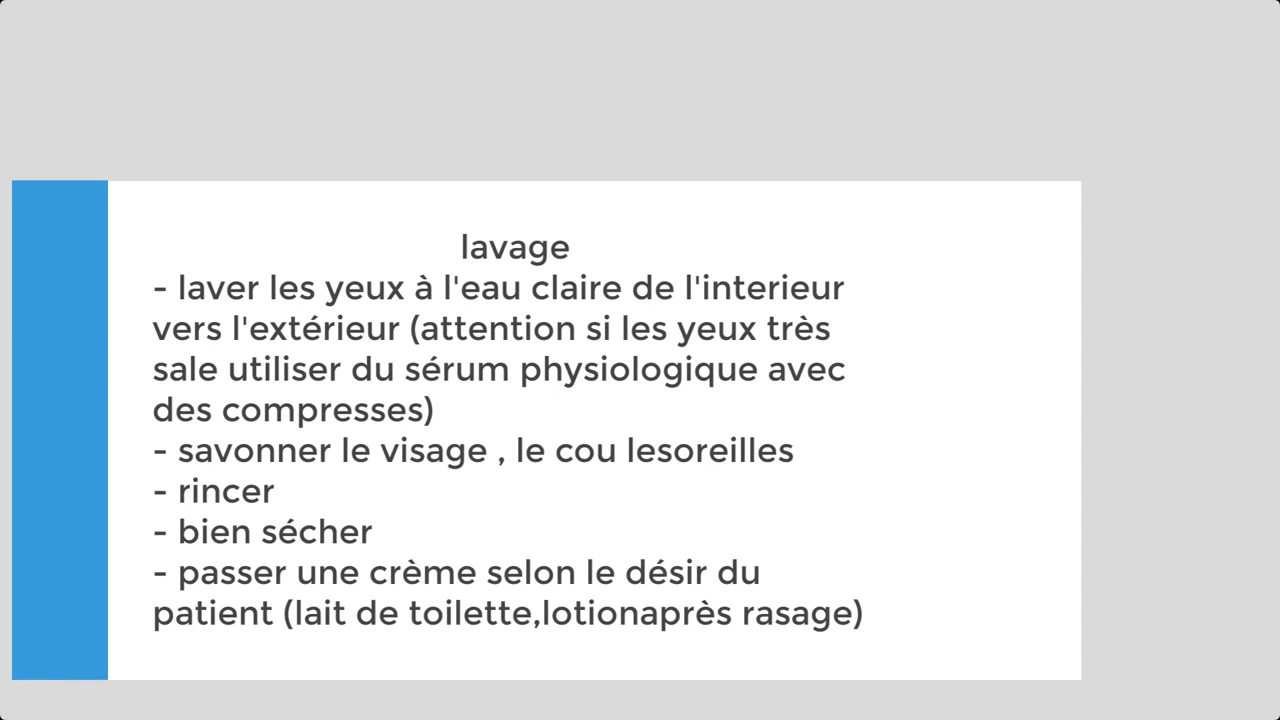 lavage
- laver les yeux à l'eau claire de l'interieur
vers l'extérieur (attention si les yeux très
sale utiliser du sérum physiologique avec
des compresses)
- savonner le visage , le cou lesoreilles
- rincer
- bien sécher
- passer une crème selon le désir du
patient (lait de toilette,lotionaprès rasage)